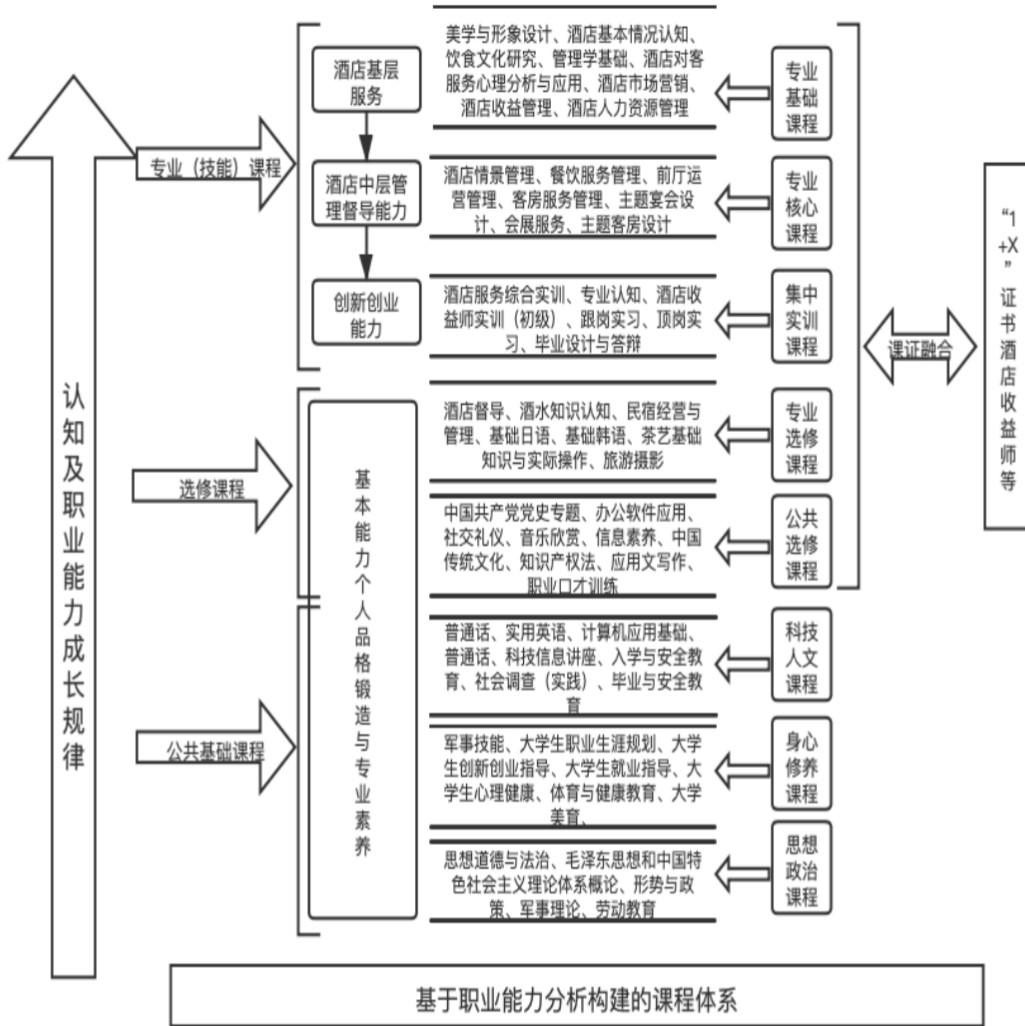 认知及职业能力成长规律
专业（技能）课程
选修课程
公共基础课程
酒店基层
服务
酒店中层管
理督导能力
创新创业
能力
基本能力个人品格锻造与专业素养
美学与形象设计、酒店基本情况认知、
饮食文化研究、管理学基础、酒店对客
服务心理分析与应用、酒店市场营销、
酒店收益管理、酒店人力资源管理
专业
基础
课程
酒店情景管理、餐饮服务管理、前厅运
营管理、客房服务管理、主题宴会设
计、会展服务、主题客房设计
专业
核心
课程
酒店服务综合实训、专业认知、酒店收
益师实训（初级）、跟岗实习、顶岗实
习、毕业设计与答辩
集中
实训
课程
酒店督导、酒水知识认知、民宿经营与
管理、基础日语、基础韩语、茶艺基础
知识与实际操作、旅游摄影
专业
选修
课程
中国共产党党史专题、办公软件应用、
社交礼仪、音乐欣赏、信息素养、中国
传统文化、知识产权法、应用文写作、
职业口才训练
公共
选修
课程
普通话、实用英语、计算机应用基础、
普通话、科技信息讲座、入学与安全教
育、社会调查（实践）、毕业与安全教
育
科技
人文
课程
军事技能、大学生职业生涯规划、大学
生创新创业指导、大学生就业指导、大
学生心理健康、体育与健康教育、大学
美育、
身心
修养
课程
思想道德与法治、毛泽东思想和中国特
色社会主义理论体系概论、形势与政
策、军事理论、劳动教育
思想
政治
课程
课证融合
“1
+X
”证书酒店收益师等
基于职业能力分析构建的课程体系